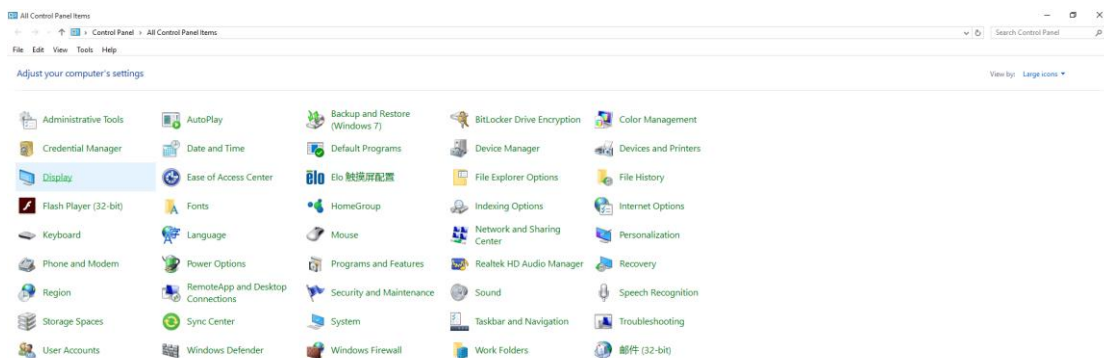 All Control Panel Items
Control Panel > All Control Panel Items
Search Control Panel
File Edit View Tools Help
Adjust your computer's settings
View by: Large icons
Administrative Tools
AutoPlay
Backup and Restore
(Windows 7)
BitLocker Drive Encryption
Color Management
Credential Manager
Date and Time
Default Programs
Device Manager
Devices and Printers
Display
Ease of Access Center
elo Elo 触摸屏配置
File Explorer Options
File History
Flash Player (32-bit)
Fonts
HomeGroup
Indexing Options
Internet Options
Keyboard
Language
Mouse
Network and Sharing
Center
Personalization
Phone and Modem
Power Options
Programs and Features
Realtek HD Audio Manager
Recovery
Region
RemoteApp and Desktop
Connections
Security and Maintenance
Sound
Speech Recognition
Storage Spaces
Sync Center
System
Taskbar and Navigation
Troubleshooting
User Accounts
Windows Defender
Windows Firewall
Work Folders
邮件 (32-bit)